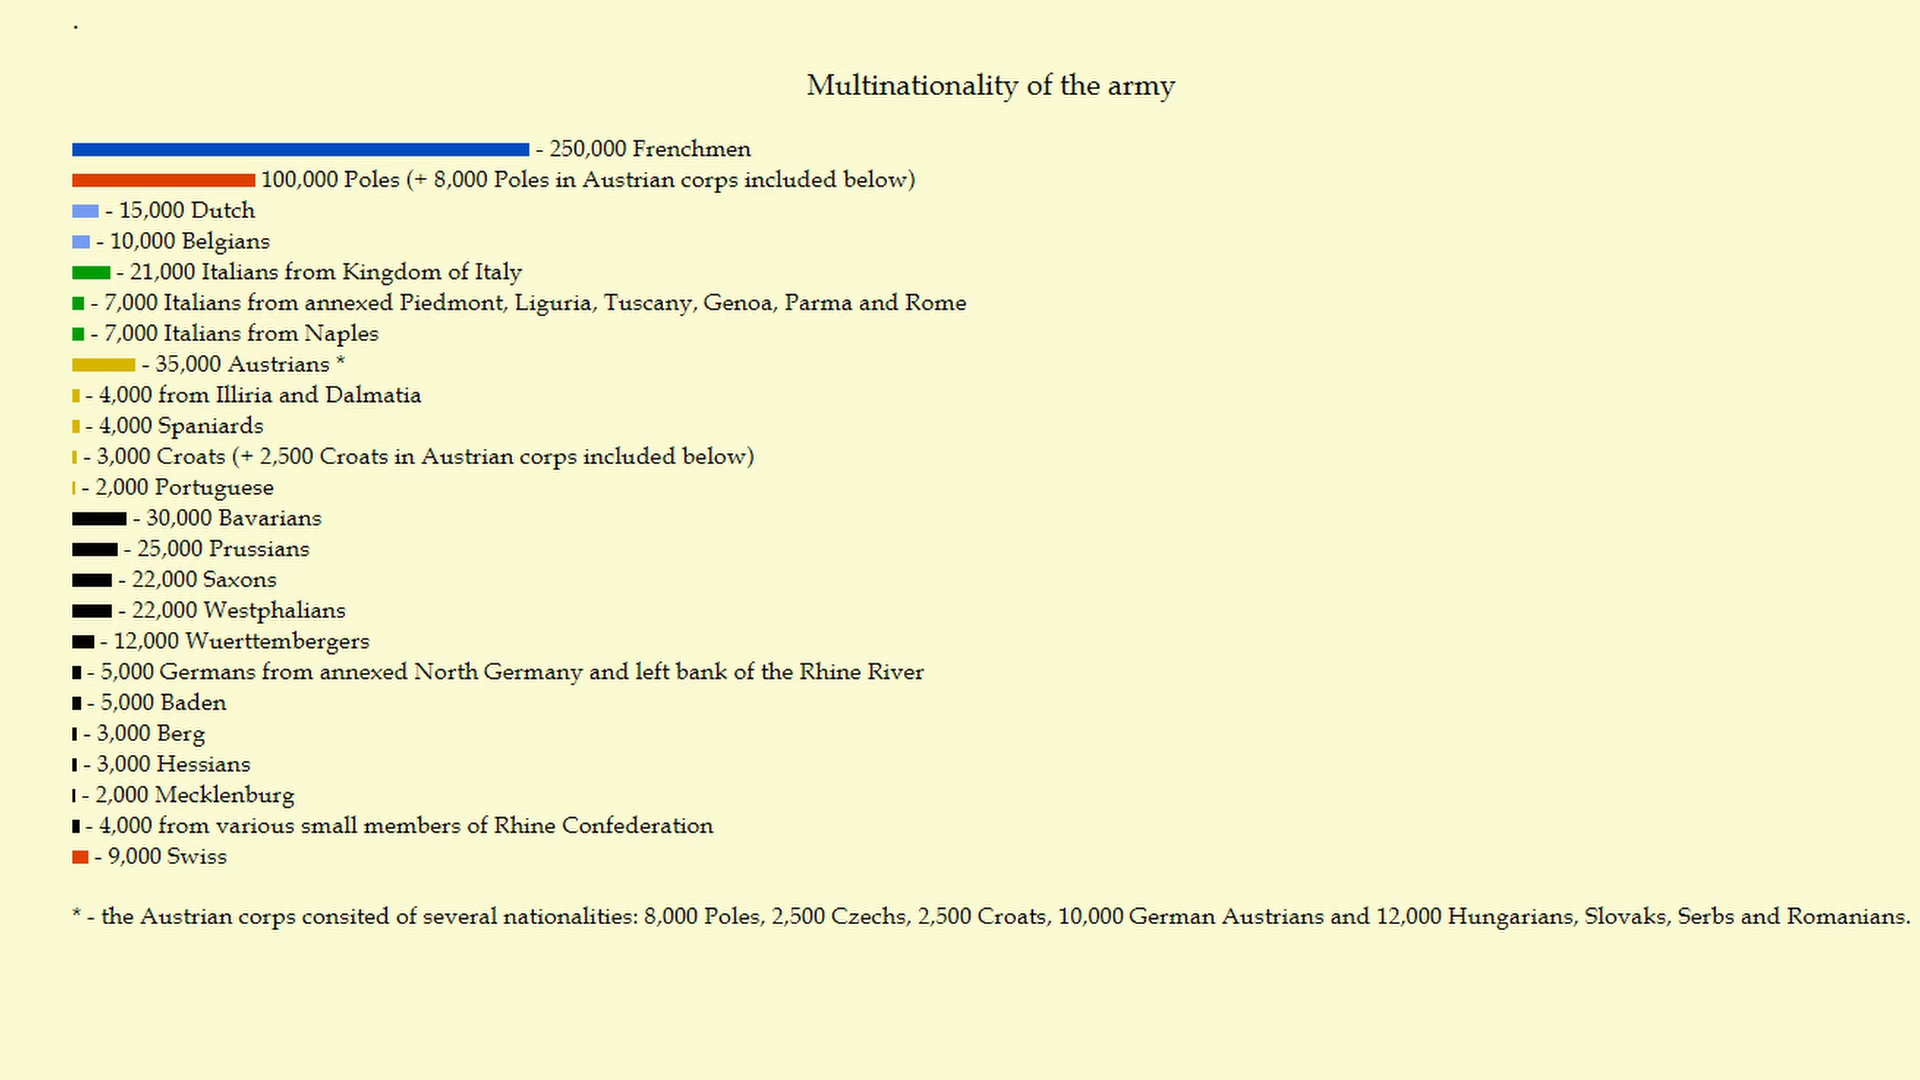 .
Multinationality of the army
- 250,000 Frenchmen
100,000 Poles (+ 8,000 Poles in Austrian corps included below)
- 15,000 Dutch
- 10,000 Belgians
- 21,000 Italians from Kingdom of Italy
- 7,000 Italians from annexed Piedmont, Liguria, Tuscany, Genoa, Parma and Rome
- 7,000 Italians from Naples
- 35,000 Austrians *
- 4,000 from Illiria and Dalmatia
- 4,000 Spaniards
- 3,000 Croats (+ 2,500 Croats in Austrian corps included below)
- 2,000 Portuguese
- 30,000 Bavarians
- 25,000 Prussians
- 22,000 Saxons
- 22,000 Westphalians
- 12,000 Wuerttembergers
- 5,000 Germans from annexed North Germany and left bank of the Rhine River
- 5,000 Baden
- 3,000 Berg
- 3,000 Hessians
- 2,000 Mecklenburg
- 4,000 from various small members of Rhine Confederation
- 9,000 Swiss
* - the Austrian corps consited of several nationalities: 8,000 Poles, 2,500 Czechs, 2,500 Croats, 10,000 German Austrians and 12,000 Hungarians, Slovaks, Serbs and Romanians.